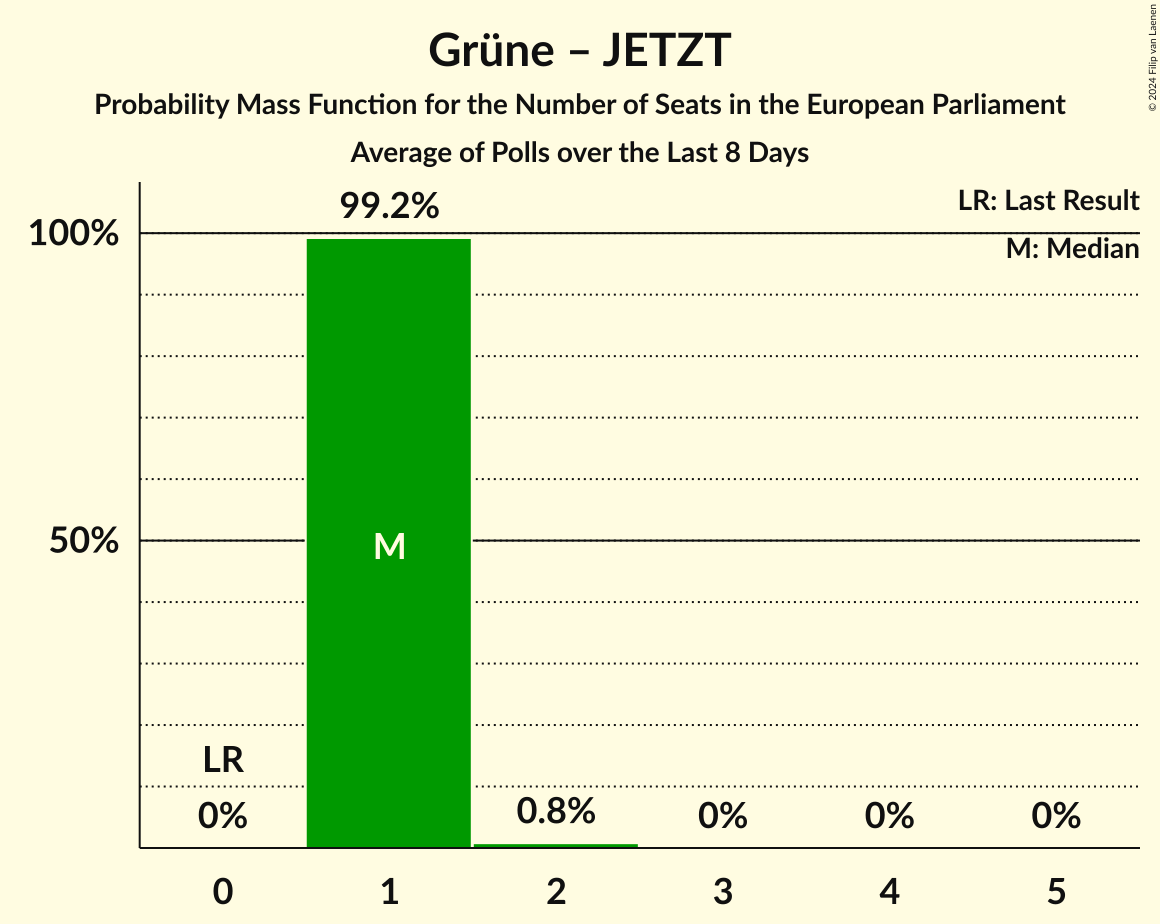 Grüne – JETZT
Probability Mass Function for the Number of Seats in the European Parliament
Average of Polls over the Last 8 Days
© 2024 Filip van Laenen
LR: Last Result
M: Median
99.2%
100%
50%
M
LR
0%
0.8%
0%
0%
0%
0
1
2
3
4
5